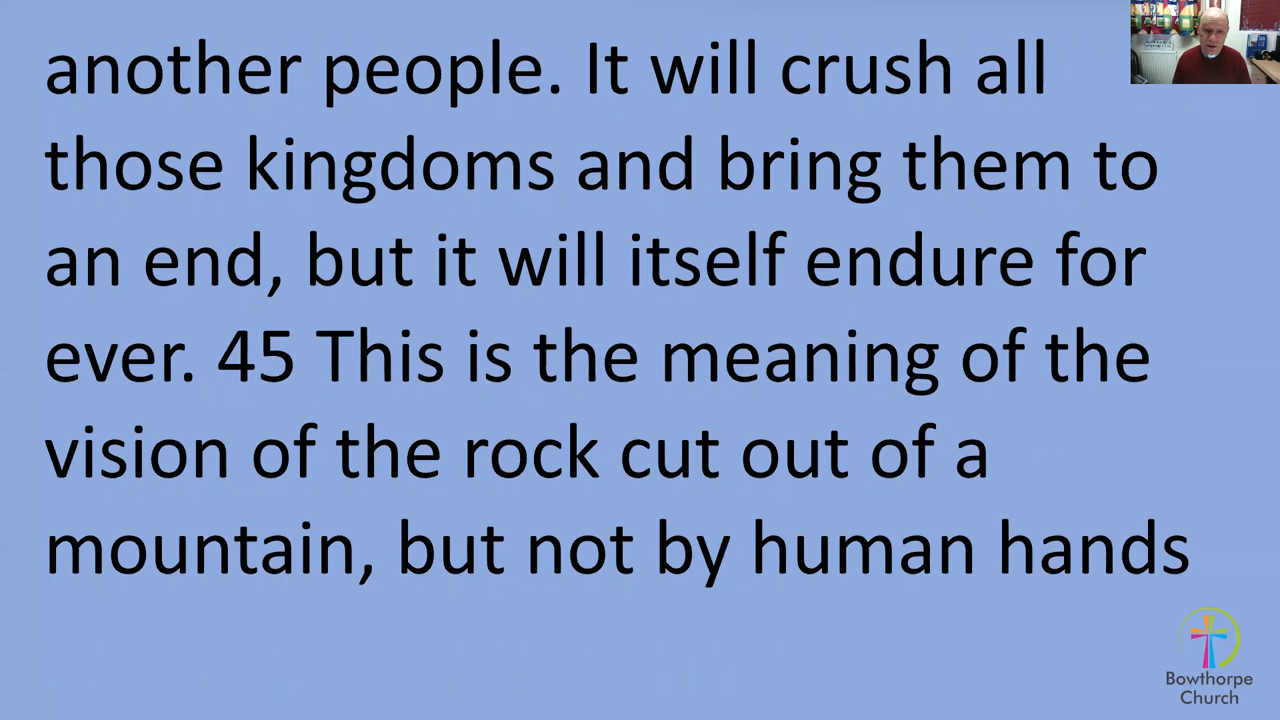 another people. It will crush all
those kingdoms and bring them to
an end, but it will itself endure for
ever. 45 This is the meaning of the
vision of the rock cut out of a
mountain, but not by human hands
Bowthorpe
Church